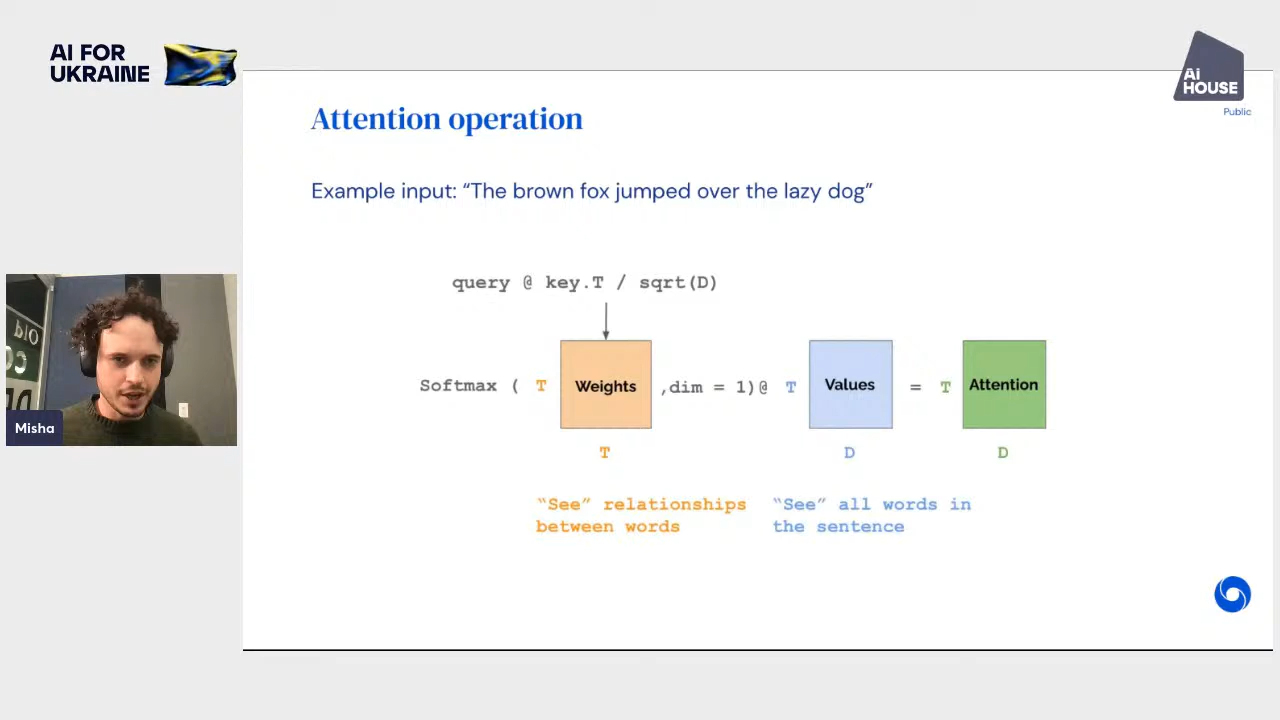 AI FOR
UKRAINE
Ai
HOUSE
Public
Attention operation
Example input: “The brown fox jumped over the lazy dog”
query @ key.T / sqrt(D)
Softmax ( T Weights ,dim = 1)@ T Values = T Attention
T D D
“See” relationships
between words
“See” all words in
the sentence
Old
Misha